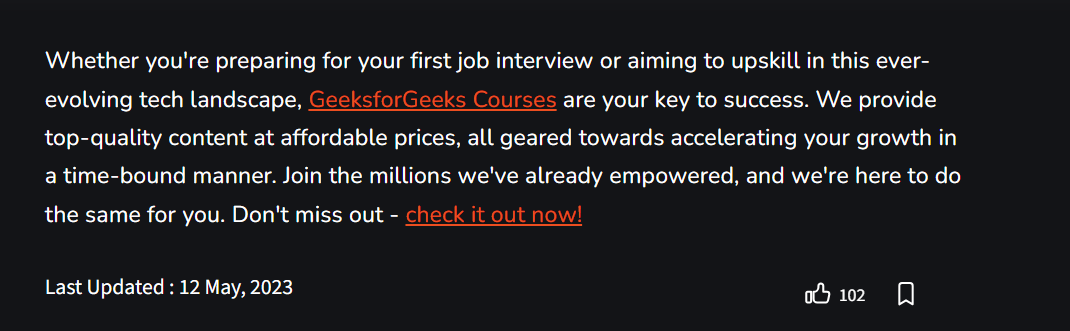 Whether you're preparing for your first job interview or aiming to upskill in this ever-
evolving tech landscape, GeeksforGeeks Courses are your key to success. We provide
top-quality content at affordable prices, all geared towards accelerating your growth in
a time-bound manner. Join the millions we've already empowered, and we're here to do
the same for you. Don't miss out - check it out now!
Last Updated : 12 May, 2023
102